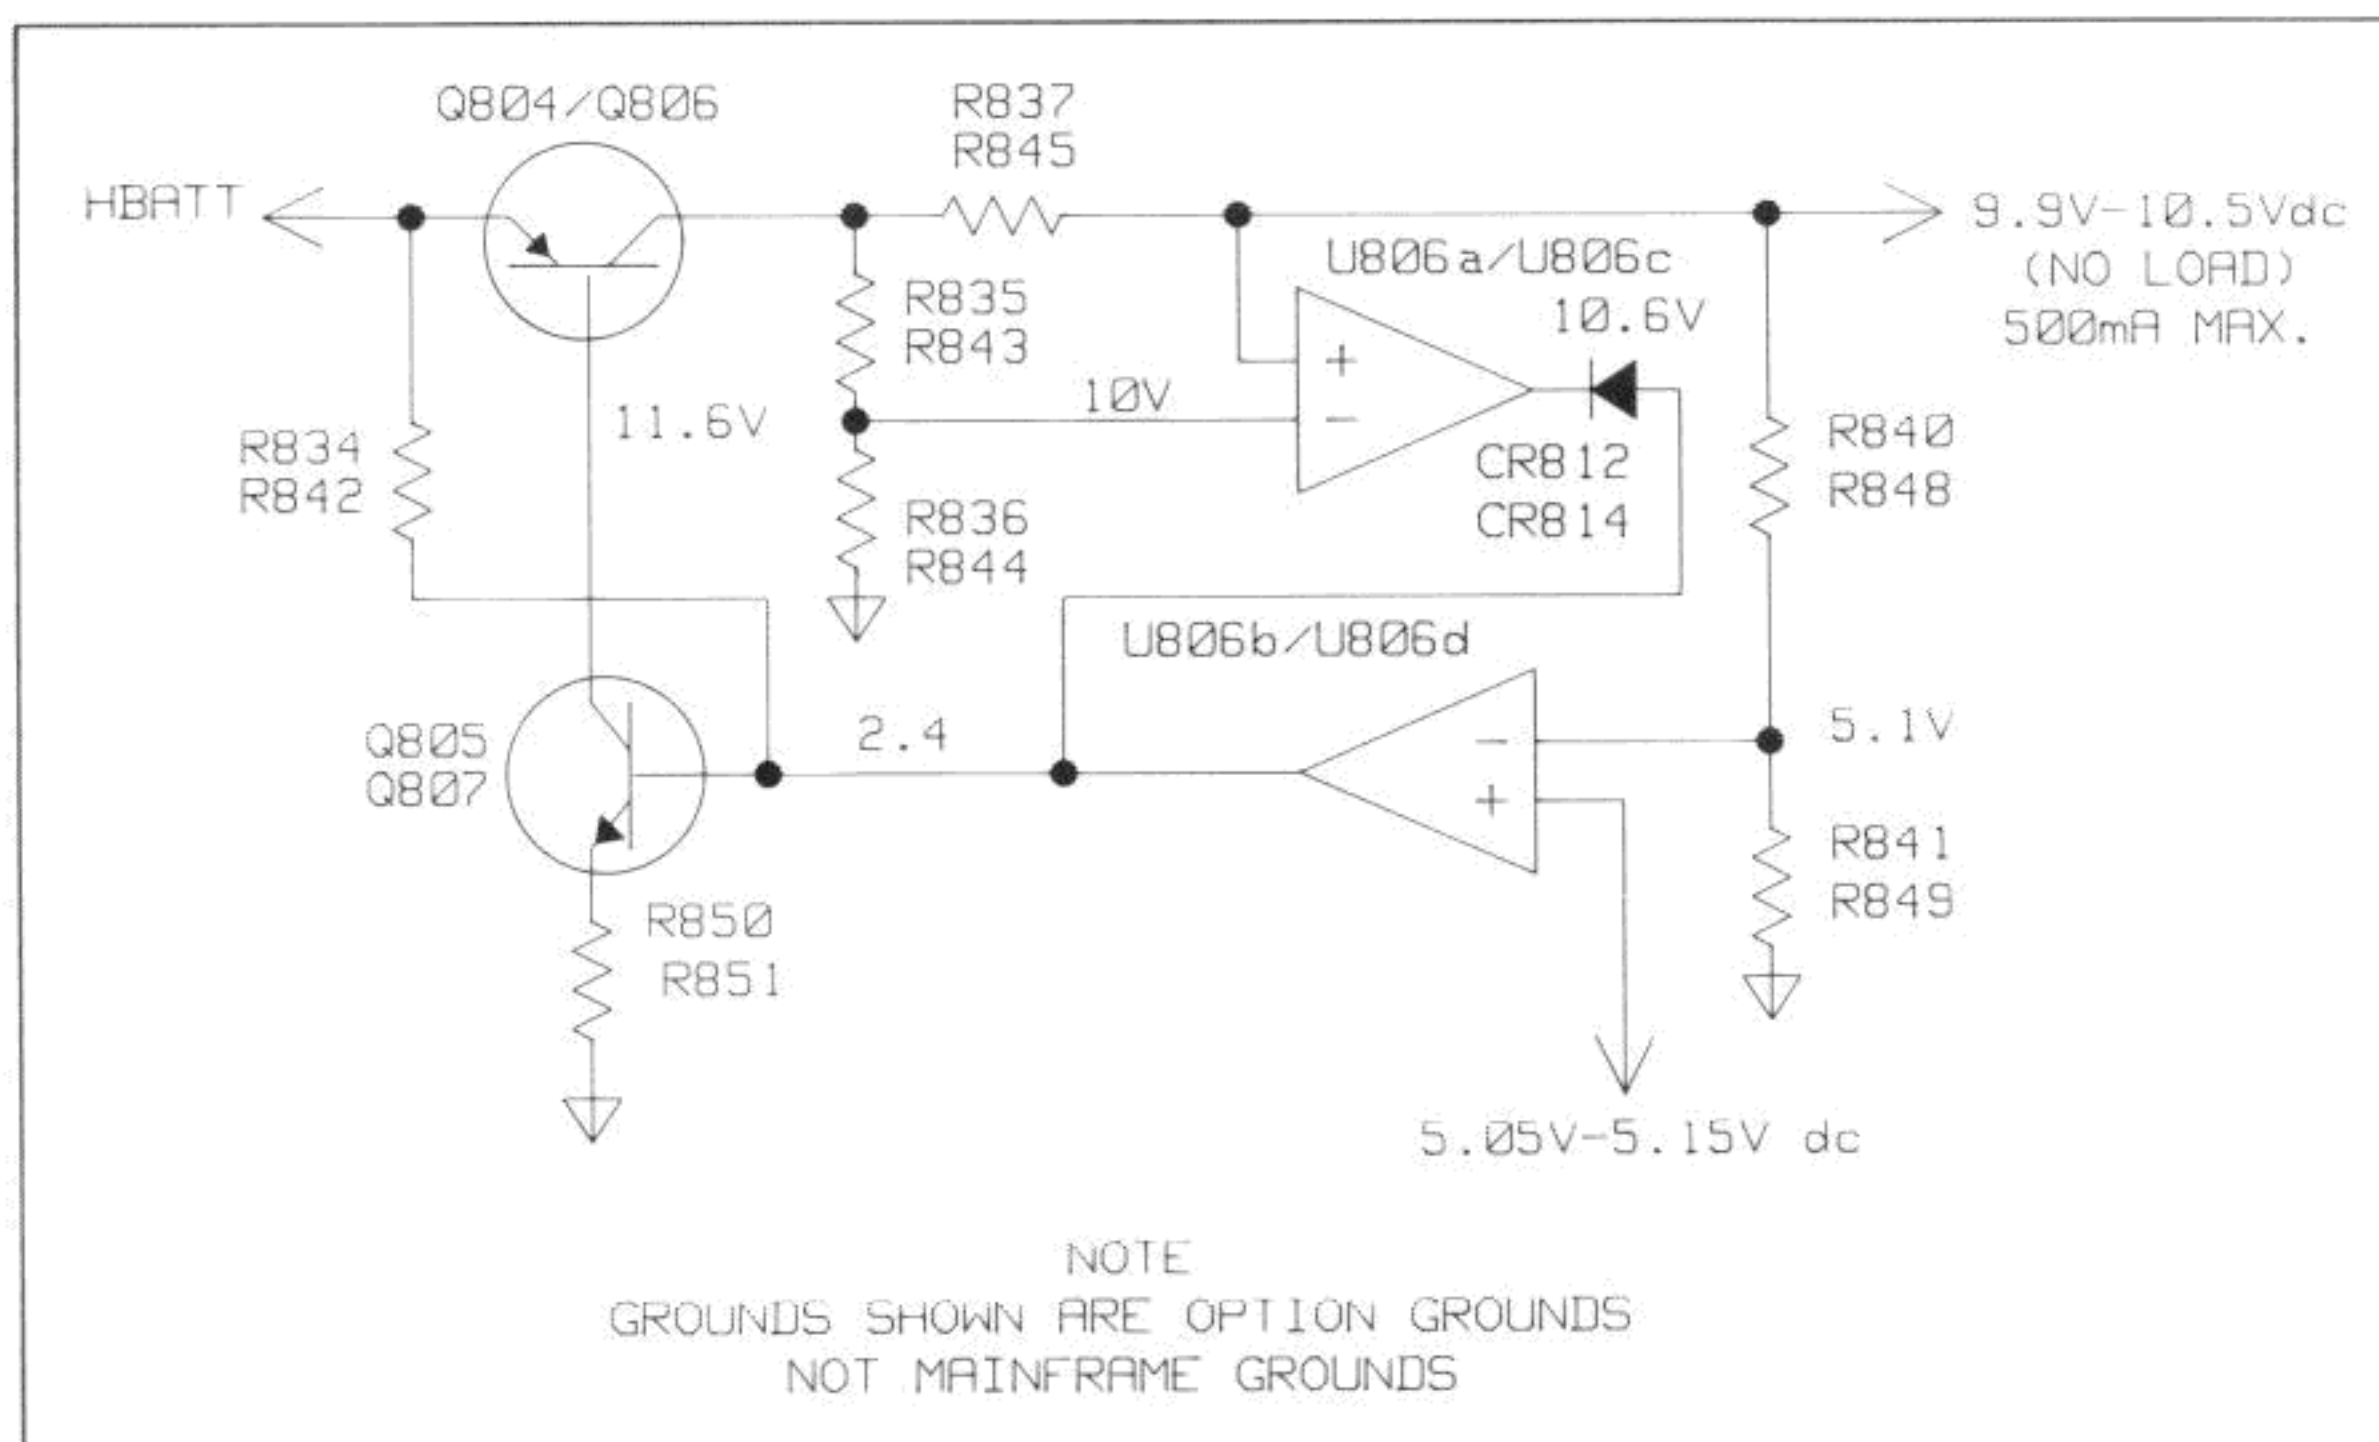 Q804/Q806
R837
R845
HBATT
9.9V-10.5Vdc
(NO LOAD)
500mA MAX.
U806a/U806c
10.6V
R835
R843
10V
+
-
11.6V
R834
R842
CR812
CR814
R840
R848
R836
R844
U806b/U806d
Q805
Q807
2.4
-
+
5.1V
R841
R849
R850
R851
5.05V-5.15V dc
NOTE
GROUNDS SHOWN ARE OPTION GROUNDS
NOT MAINFRAME GROUNDS